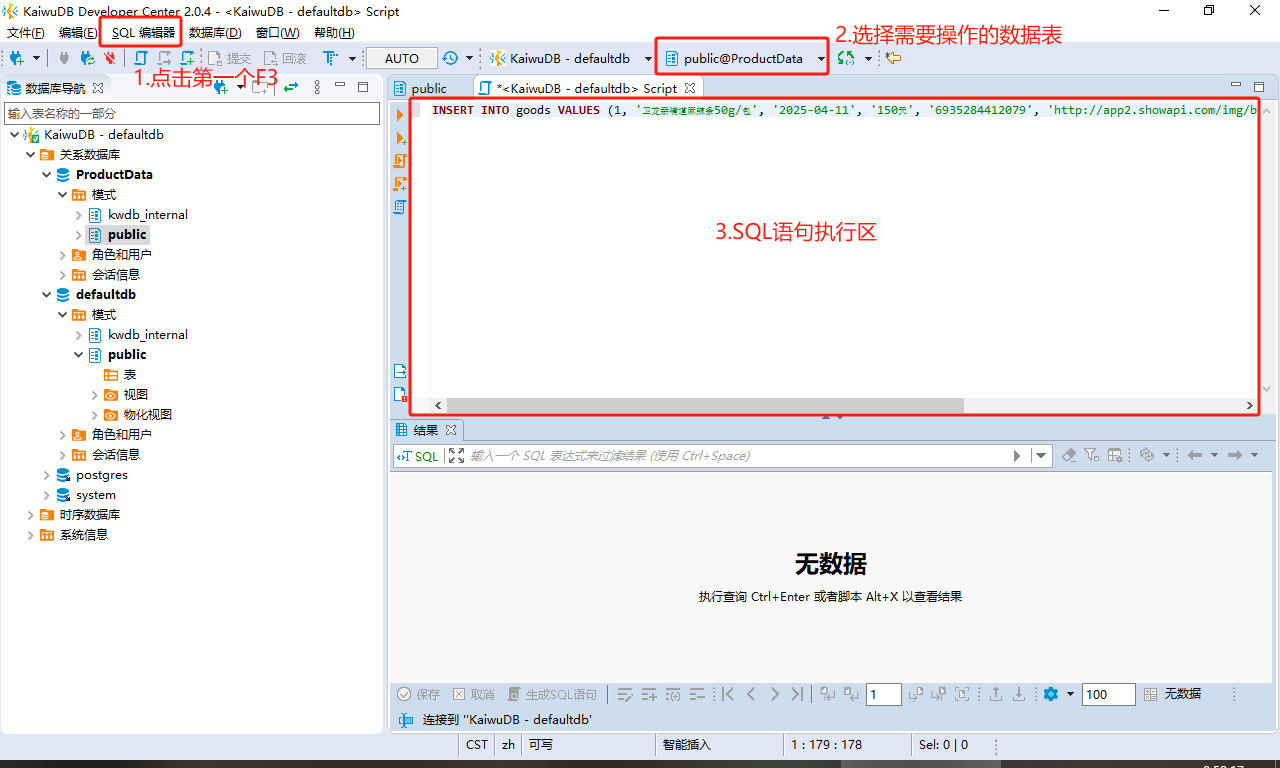 KaiwuDB Developer Center 2.0.4 - <KaiwuDB - defaultdb> Script
文件(F) 编辑(E) SQL 编辑器 数据库(D) 窗口(W) 帮助(H)
2.选择需要操作的数据表
提交 回滚 AUTO KaiwuDB - defaultdb public@ProductData
1.点击第一个F3
数据库导航
public
*<KaiwuDB - defaultdb> Script
输入表名称的一部分
INSERT INTO goods VALUES (1, '卫龙亲嘴道麻辣条50g/包', '2025-04-11', '150天', '6935284412079', 'http://app2.showapi.com/img/b
3.SQL语句执行区
KaiwuDB - defaultdb
关系数据库
ProductData
模式
kwdb_internal
public
角色和用户
会话信息
defaultdb
模式
kwdb_internal
public
表
视图
物化视图
角色和用户
会话信息
postgres
system
时序数据库
系统信息
结果
SQL 输入一个 SQL 表达式来过滤结果 (使用 Ctrl+Space)
无数据
执行查询 Ctrl+Enter 或者脚本 Alt+X 以查看结果
保存 取消 生成SQL语句 1 100 无数据
连接到 "KaiwuDB - defaultdb'
CST zh 可写 智能插入 1 : 179 : 178 Sel: 0 | 0